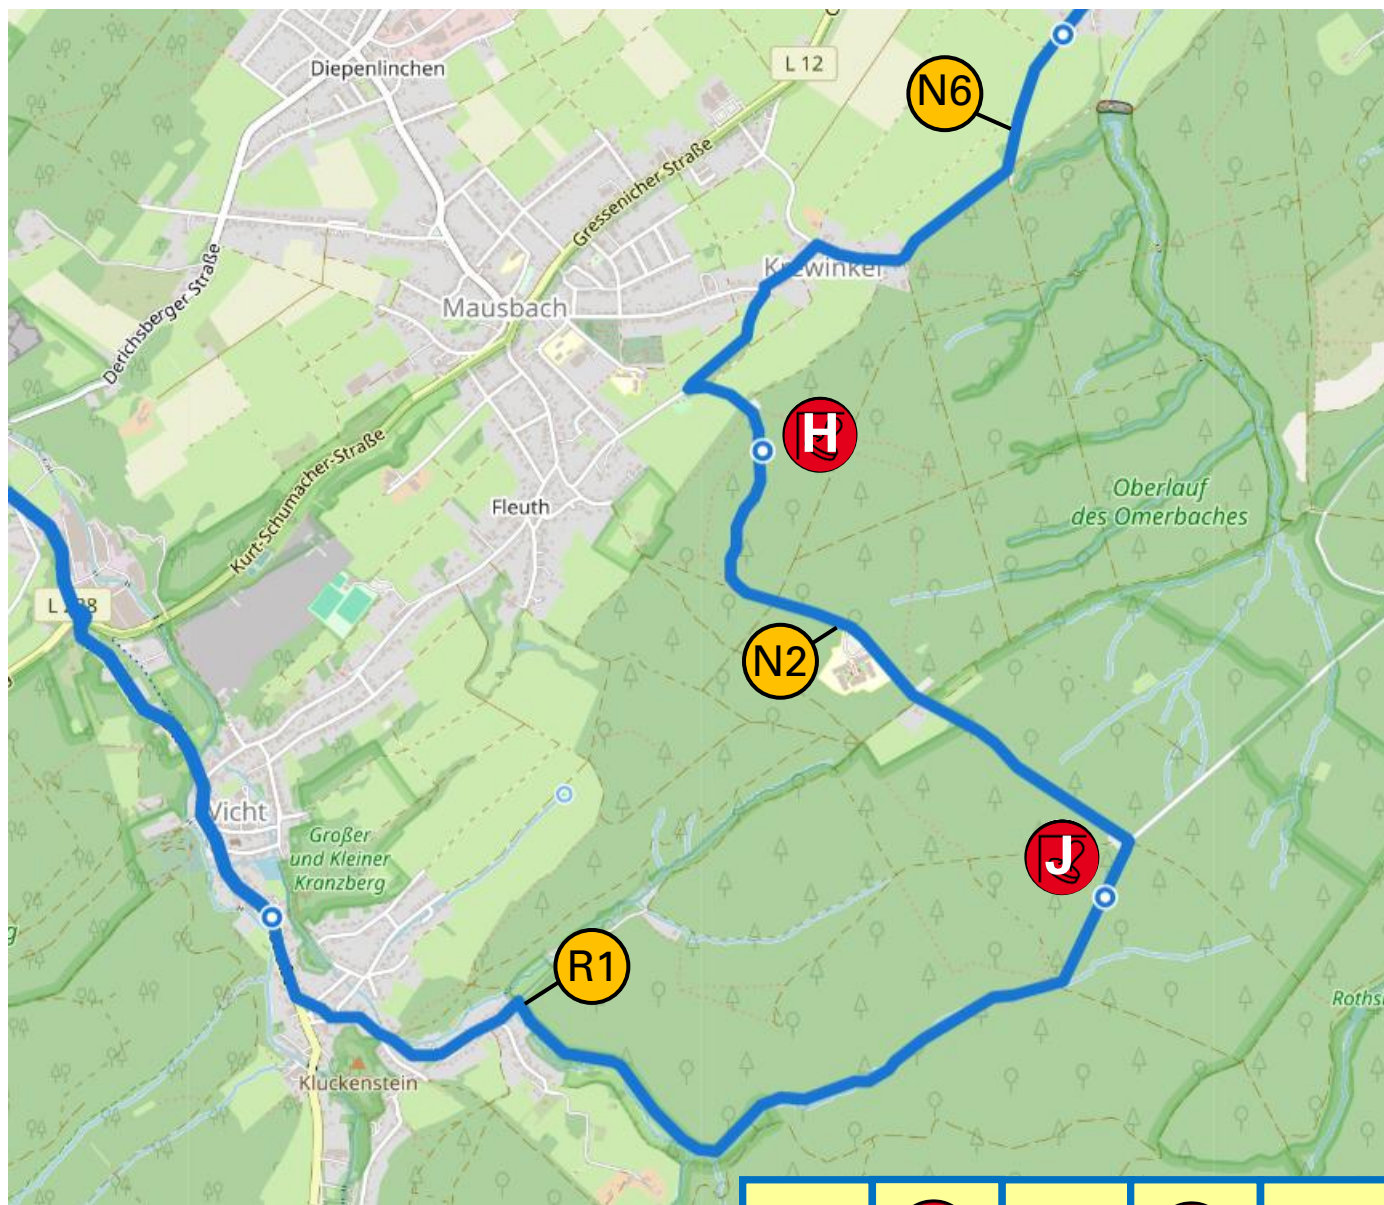 Diepenlinchen
L 12
N6
Gressenicher Straße
Derichsberger Straße
Krewinkel
Mausbach
H
Kurt-Schumacher-Straße
Fleuth
Oberlauf
des Omerbaches
N2
Vicht
Großer
und Kleiner
Kranzberg
J
R1
Kluckenstein